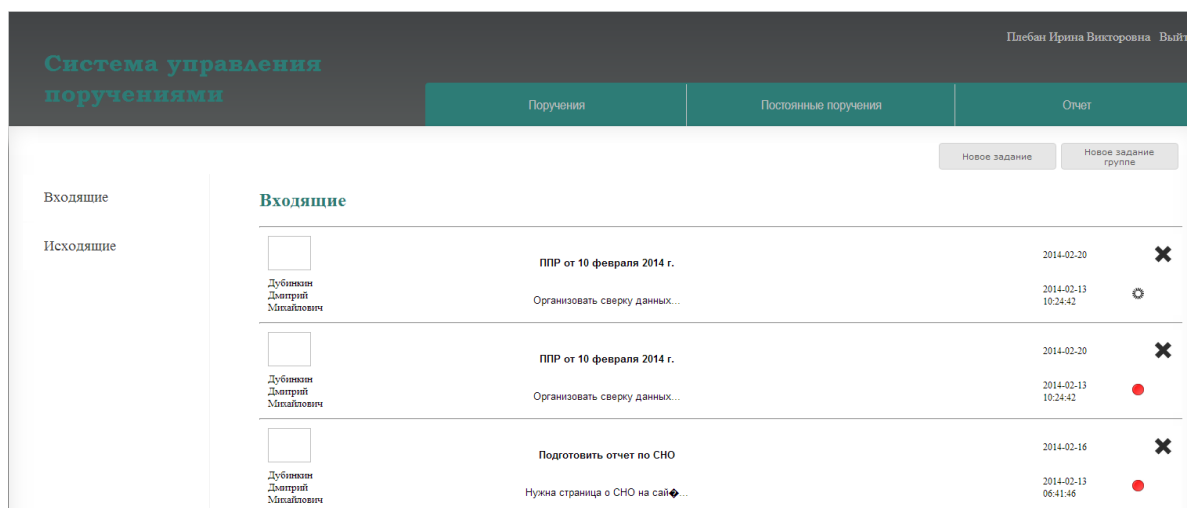 Плебан Ирина Викторовна Выйт
Система управления
поручениями
Поручения
Постоянные поручения
Отчет
Новое задание
Новое задание
группе
Входящие
Исходящие
Входящие
ППР от 10 февраля 2014 г.
2014-02-20
Дубинкин
Дмитрий
Михайлович
Организовать сверку данных...
2014-02-13
10:24:42
ППР от 10 февраля 2014 г.
2014-02-20
Дубинкин
Дмитрий
Михайлович
Организовать сверку данных...
2014-02-13
10:24:42
Подготовить отчет по СНО
2014-02-16
Дубинкин
Дмитрий
Михайлович
Нужна страница о СНО на сай�...
2014-02-13
06:41:46